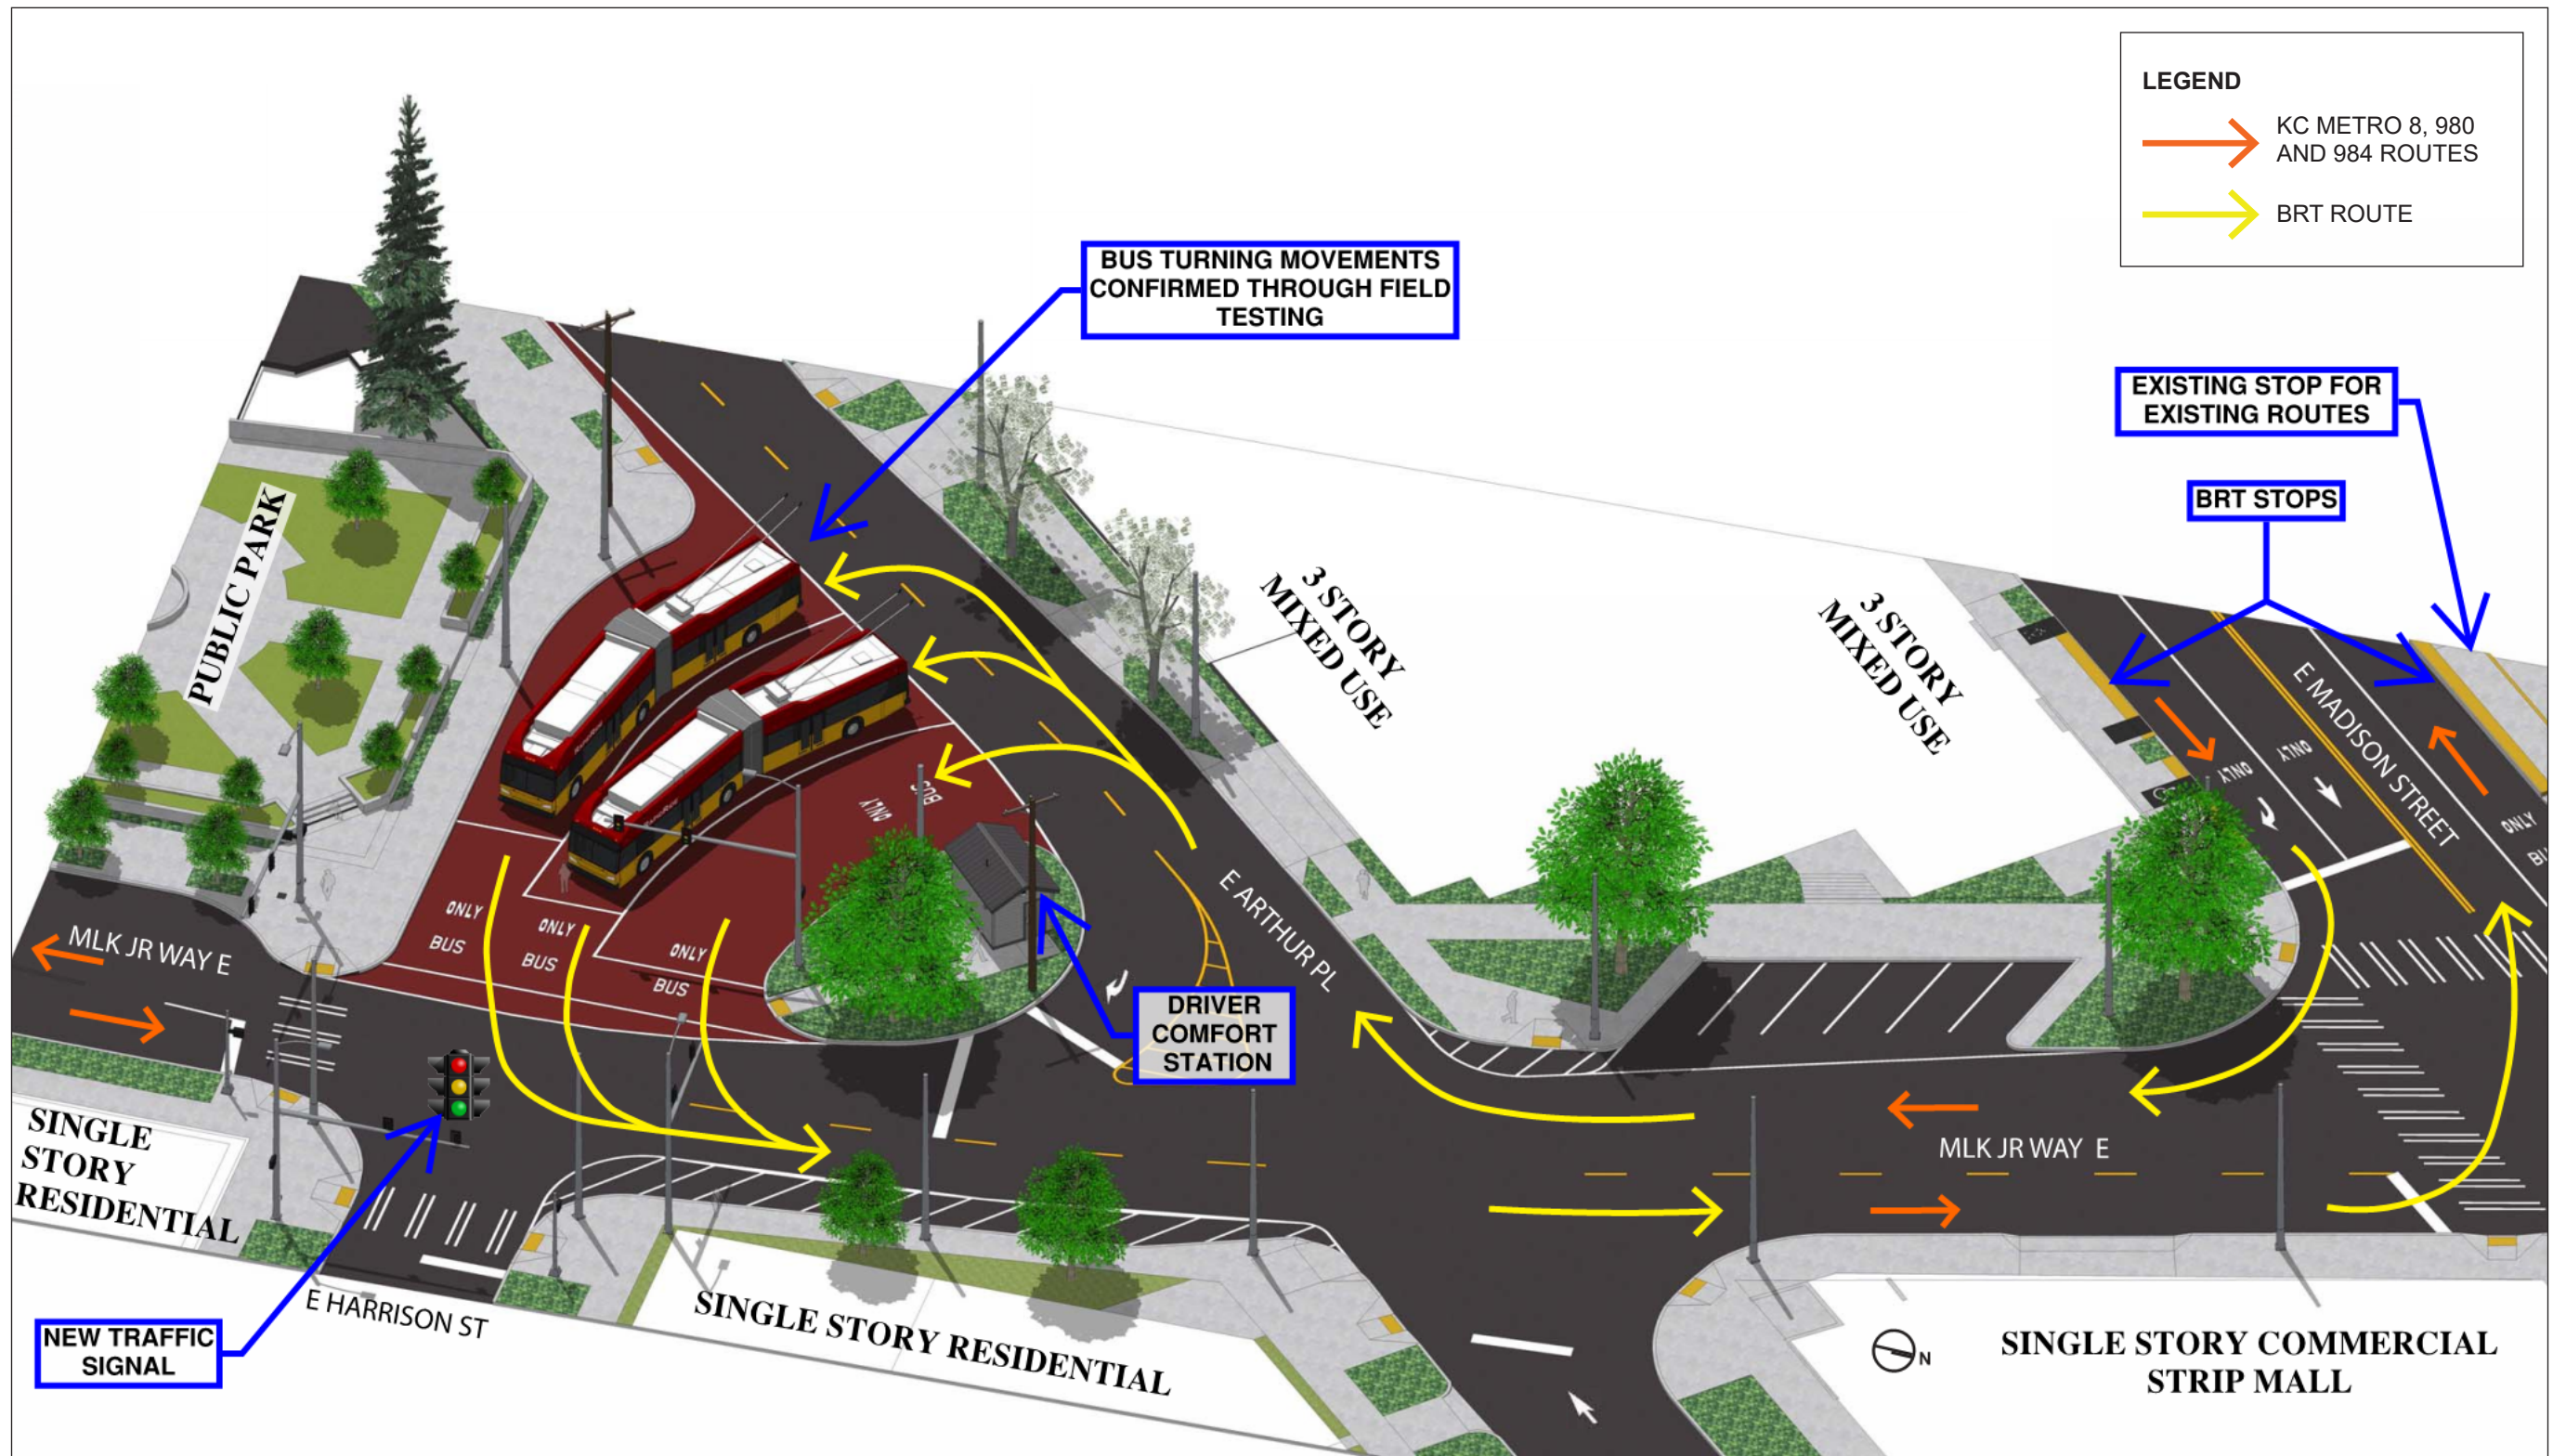 LEGEND
KC METRO 8, 980
AND 984 ROUTES
BRT ROUTE
BUS TURNING MOVEMENTS
CONFIRMED THROUGH FIELD
TESTING
EXISTING STOP FOR
EXISTING ROUTES
BRT STOPS
PUBLIC PARK
3 STORY
MIXED USE
3 STORY
MIXED USE
E MADISON STREET
ONLY
ONLY
ONLY
BUS
ONLY
E ARTHUR PL
ONLY
BUS
ONLY
BUS
ONLY
BUS
MLK JR WAY E
DRIVER
COMFORT
STATION
MLK JR WAY E
SINGLE
STORY
RESIDENTIAL
E HARRISON ST
NEW TRAFFIC
SIGNAL
SINGLE STORY RESIDENTIAL
N
SINGLE STORY COMMERCIAL
STRIP MALL